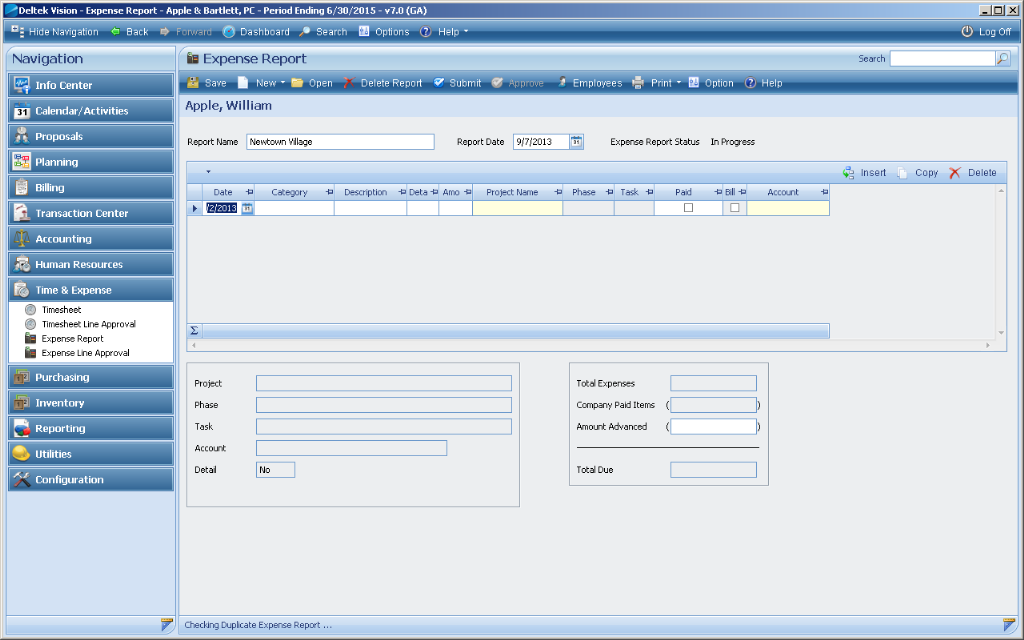 Deltek Vision - Expense Report - Apple & Bartlett, PC - Period Ending 6/30/2015 - v7.0 (GA)
Hide Navigation Back Forward Dashboard Search Options Help Log Off
Navigation
Info Center
31 Calendar/Activities
Proposals
Planning
Billing
Transaction Center
Accounting
Human Resources
Time & Expense
Timesheet
Timesheet Line Approval
Expense Report
Expense Line Approval
Purchasing
Inventory
Reporting
Utilities
Configuration
Expense Report Search
Save New Open Delete Report Submit Approve Employees Print Option Help
Apple, William
Report Name Newtown Village Report Date 9/7/2013 Expense Report Status In Progress
Insert Copy Delete
Date Category Description Deta Amo Project Name Phase Task Paid Bill Account
/2/2013
Σ
Project
Phase
Task
Account
Detail No
Total Expenses
Company Paid Items ( )
Amount Advanced ( )
Total Due
Checking Duplicate Expense Report ...